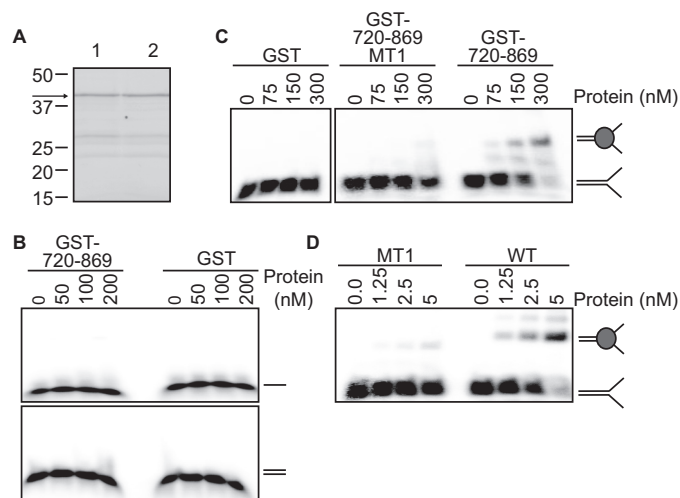 A
1 2
50
37
25
20
15
B
GST-
720-869
GST
0 50 100 200
0 50 100 200
Protein
(nM)
C
GST
GST-
720-869
MT1
GST-
720-869
0 75 150 300
0 75 150 300
0 75 150 300
Protein (nM)
D
MT1
WT
0.0 1.25 2.5 5
0.0 1.25 2.5 5
Protein (nM)